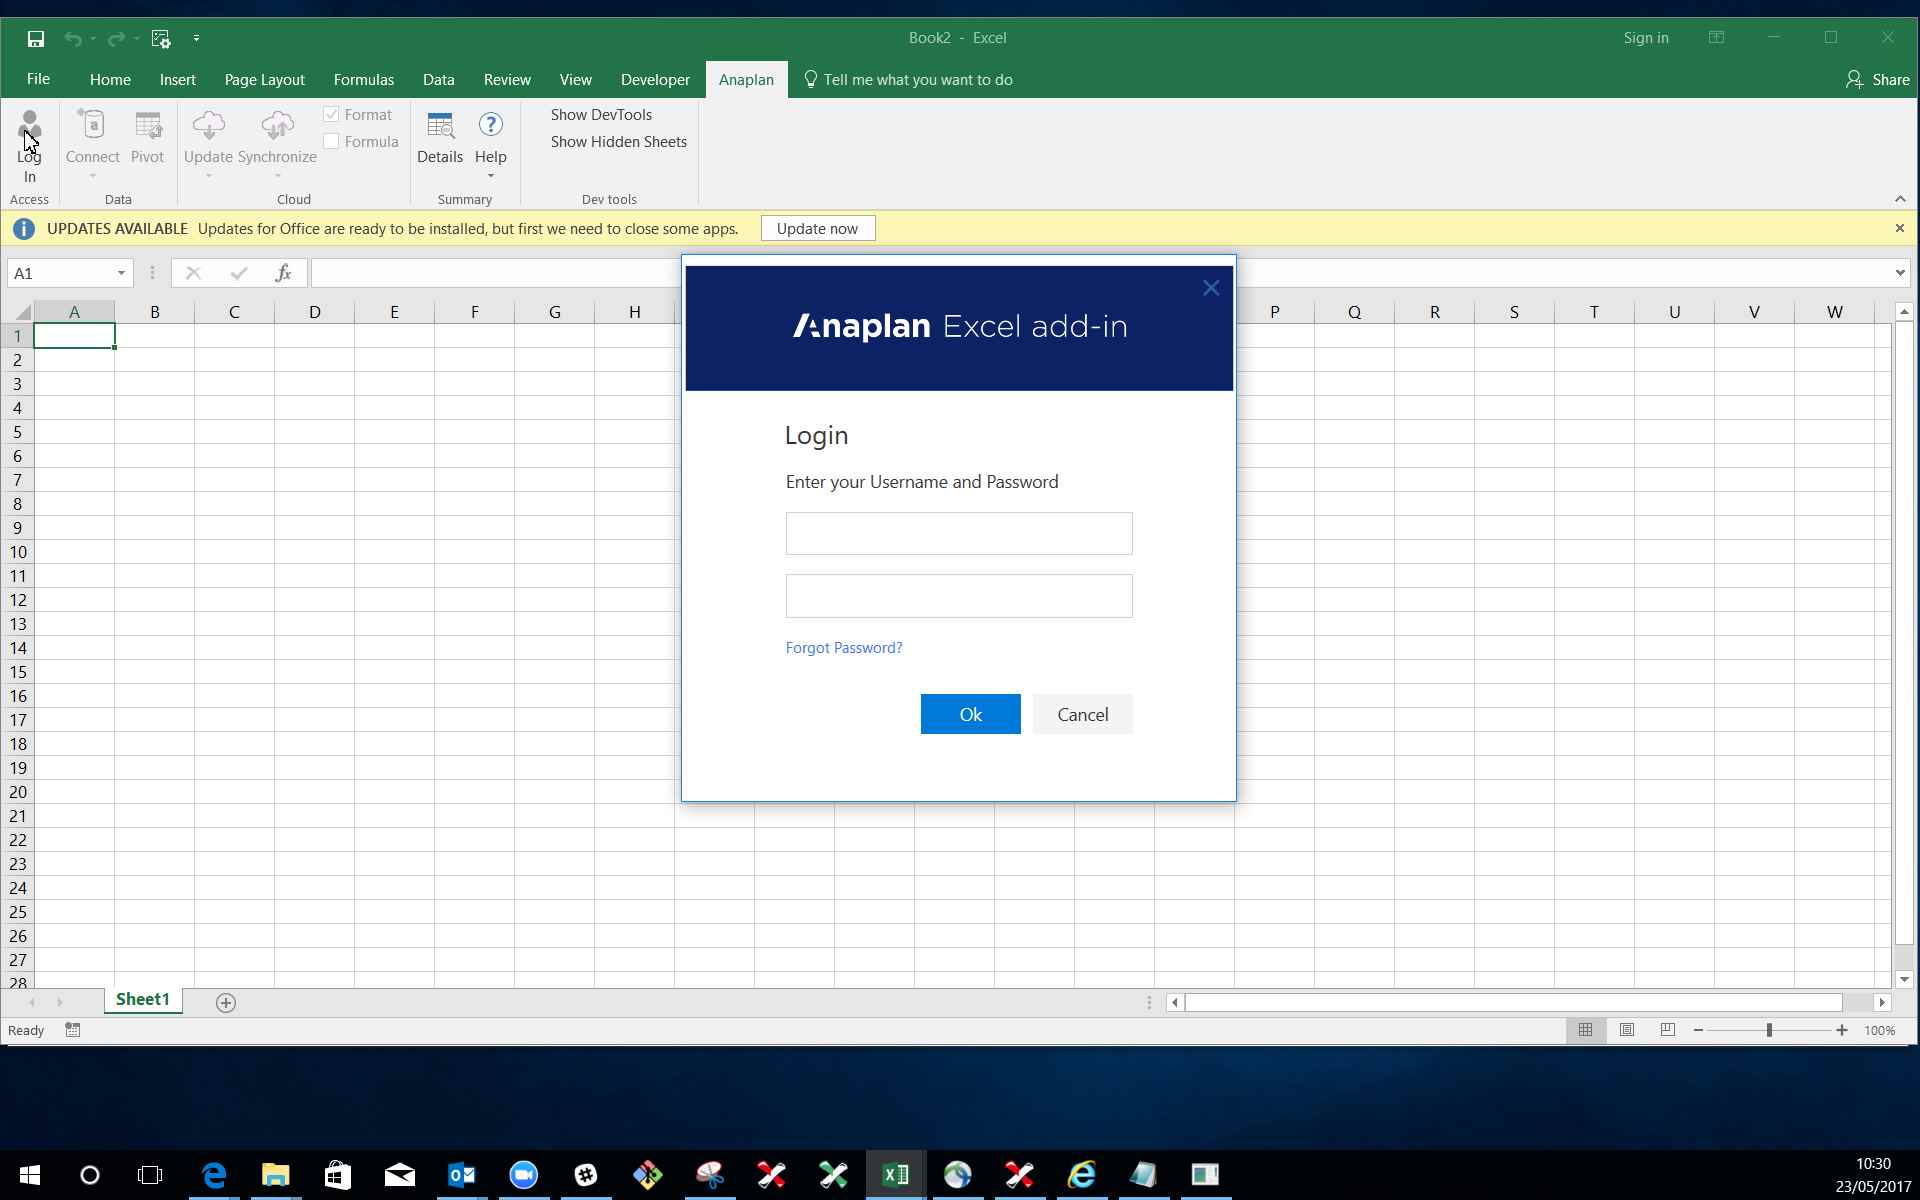 Book2 - Excel
Sign in
File Home Insert Page Layout Formulas Data Review View Developer Anaplan Tell me what you want to do Share
Format
Show DevTools
Formula
Show Hidden Sheets
Log In
Connect
Pivot
Update
Synchronize
Details
Help
Access
Data
Cloud
Summary
Dev tools
UPDATES AVAILABLE Updates for Office are ready to be installed, but first we need to close some apps. Update now
A1
fx
A B C D E F G H P Q R S T U V W
1
2
3
4
5
6
7
8
9
10
11
12
13
14
15
16
17
18
19
20
21
22
23
24
25
26
27
28
Anaplan Excel add-in
Login
Enter your Username and Password
Forgot Password?
Ok
Cancel
Sheet1
Ready
100%
10:30
23/05/2017